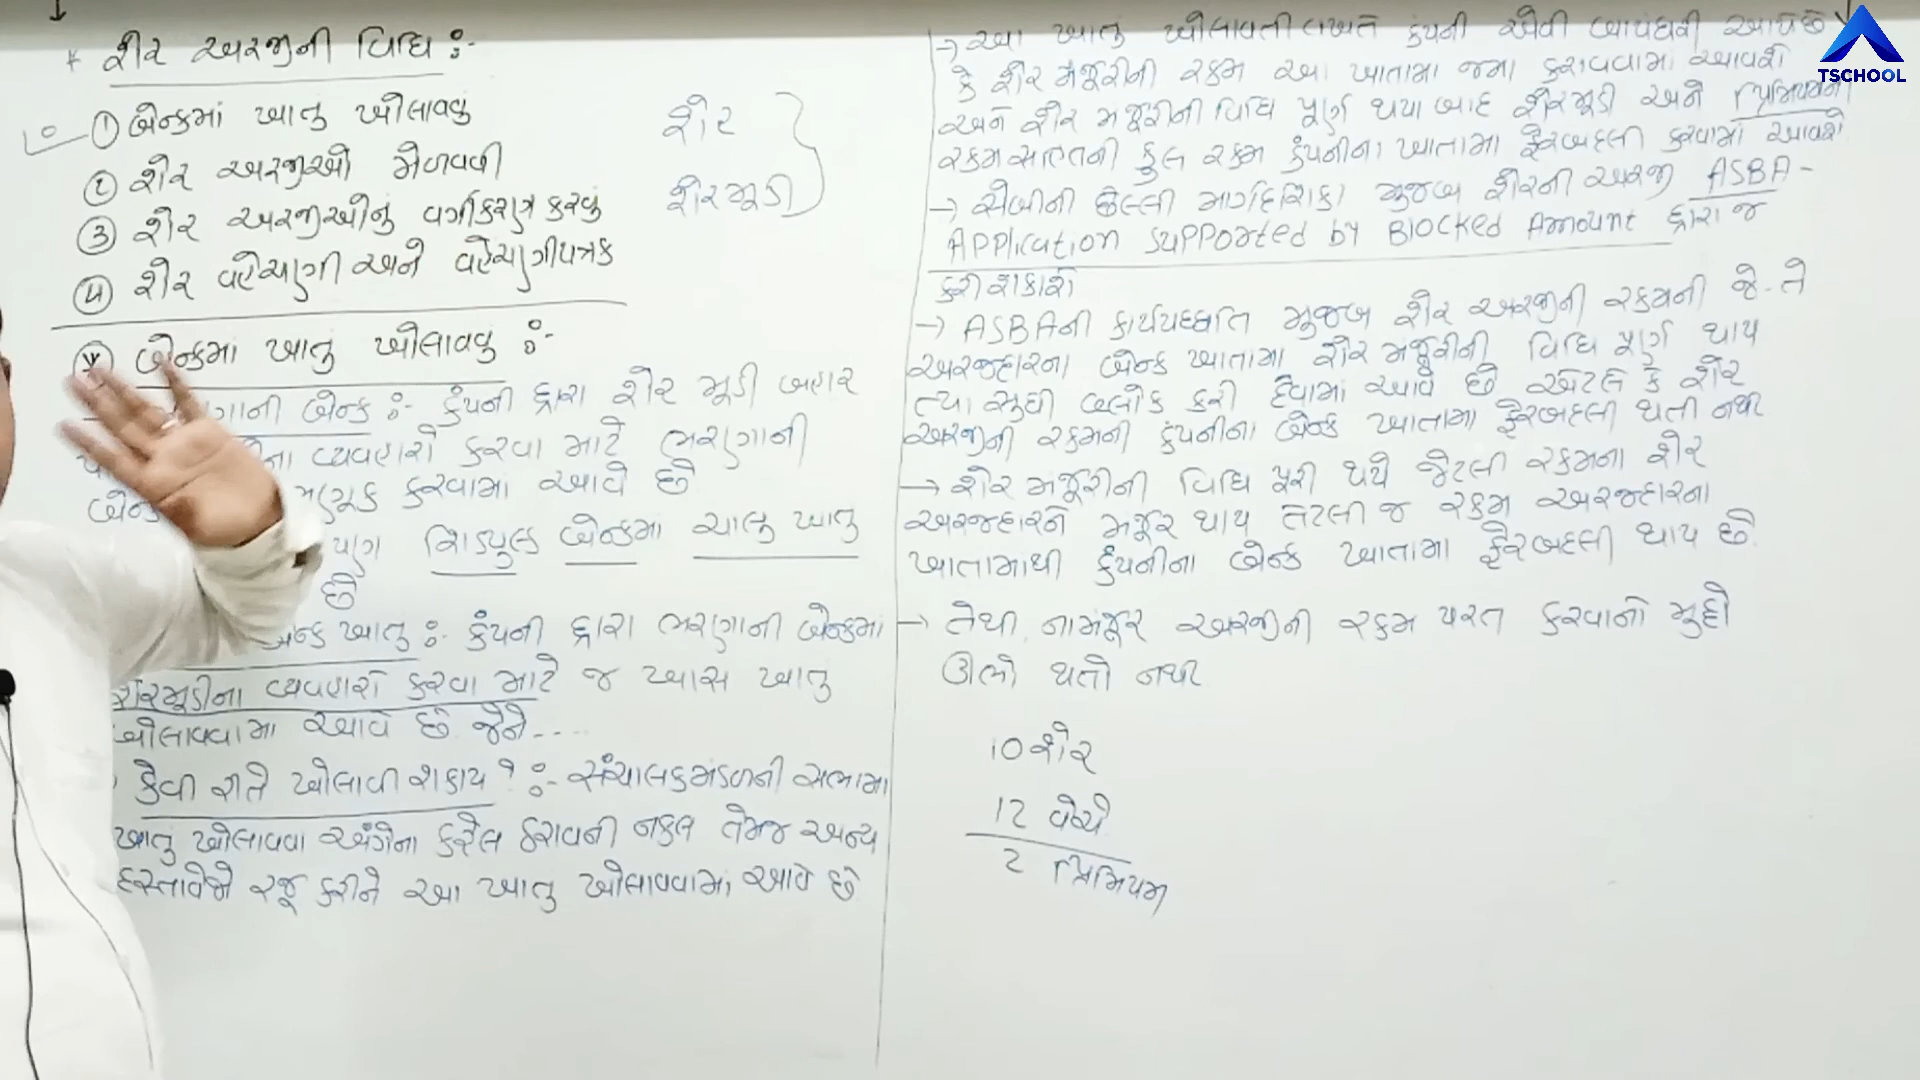 * શેર અરજીની વિધિ :-
① બેન્કમાં ખાતુ ખોલાવવુ
② શેર અરજીઓ મેળવવી
③ શેર અરજીઓનુ વર્ગીકરણ કરવુ
④ શેર વહેંચણી અને વહેંચણીપત્રક
શેર
શેરમૂડી
* બેન્કમાં ખાતુ ખોલાવવુ :-
ગાની બેન્ક :- કંપની દ્વારા શેર મૂડી બહાર
ના વ્યવહારો કરવા માટે ભરણાની
બેન્ક કરવામાં આવે છે
પણ શિડ્યુલ્ડ બેન્કમાં ચાલુ ખાતુ
છે
બેન્ક ખાતુ :- કંપની દ્વારા ભરણાની બેન્કમાં
શેરમૂડીના વ્યવહારો કરવા માટે જ ખાસ ખાતુ
ખોલાવવામા આવે છે જેને....
કેવી રીતે ખોલાવી શકાય? :- સંચાલકમંડળની સભામા
ખાતુ ખોલાવવા અંગેના કરેલ ઠરાવની નકલ તેમજ અન્ય
દસ્તાવેજો રજૂ કરીને આ ખાતુ ખોલાવવામાં આવે છે
→ આ ખાતુ ખોલાવતી વખતે કંપની એવી બાંયધરી આપે છે
કે શેર મંજૂરીની રકમ આ ખાતામા જમા કરાવવામાં આવશે
અને શેર મંજૂરીની વિધિ પૂર્ણ થયા બાદ શેરમૂડી અને પ્રિમિયમની
રકમ સહિતની કુલ રકમ કંપનીના ખાતામા ફેરબદલી કરવામાં આવશે
→ સેબીની છેલ્લી માર્ગદર્શિકા મુજબ શેરની અરજી ASBA -
Application Supported by Blocked Amount દ્વારા જ
કરી શકાશે
→ ASBAની કાર્યપદ્ધતિ મુજબ શેર અરજીની રકમની જે-તે
અરજદારના બેન્ક ખાતામા શેર મંજૂરીની વિધિ પૂર્ણ થાય
ત્યા સુધી બ્લોક કરી દેવામાં આવે છે એટલે કે શેર
અરજીની રકમની કંપનીના બેન્ક ખાતામા ફેરબદલી થતી નથી
→ શેર મંજૂરીની વિધિ પૂરી થયે જેટલી રકમના શેર
અરજદારને મંજૂર થાય તેટલી જ રકમ અરજદારના
ખાતામાથી કંપનીના બેન્ક ખાતામા ફેરબદલી થાય છે.
→ તેથી નામંજૂર અરજીની રકમ પરત કરવાનો મુદ્દો
ઊભો થતો નથી
10 શેર
12 વેચે
2 પ્રિમિયમ
TSCHOOL